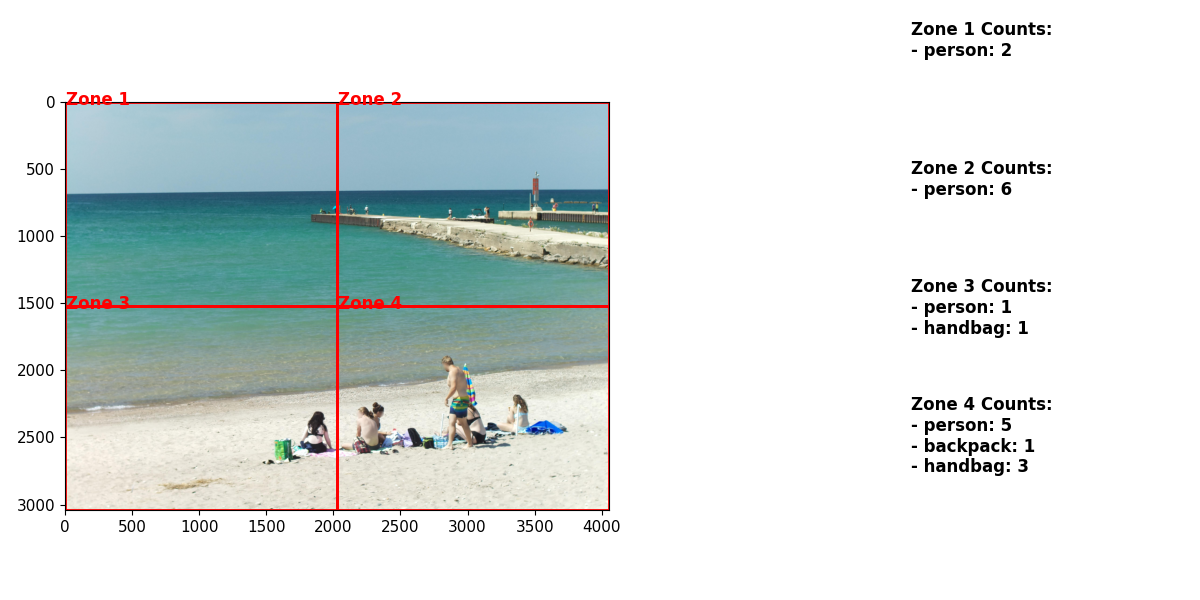 Zone 1 Counts:
- person: 2
Zone 1 Zone 2
0
Zone 2 Counts:
- person: 6
500
1000
Zone 3 Counts:
- person: 1
- handbag: 1
1500
Zone 3 Zone 4
2000
Zone 4 Counts:
- person: 5
- backpack: 1
- handbag: 3
2500
3000
0 500 1000 1500 2000 2500 3000 3500 4000